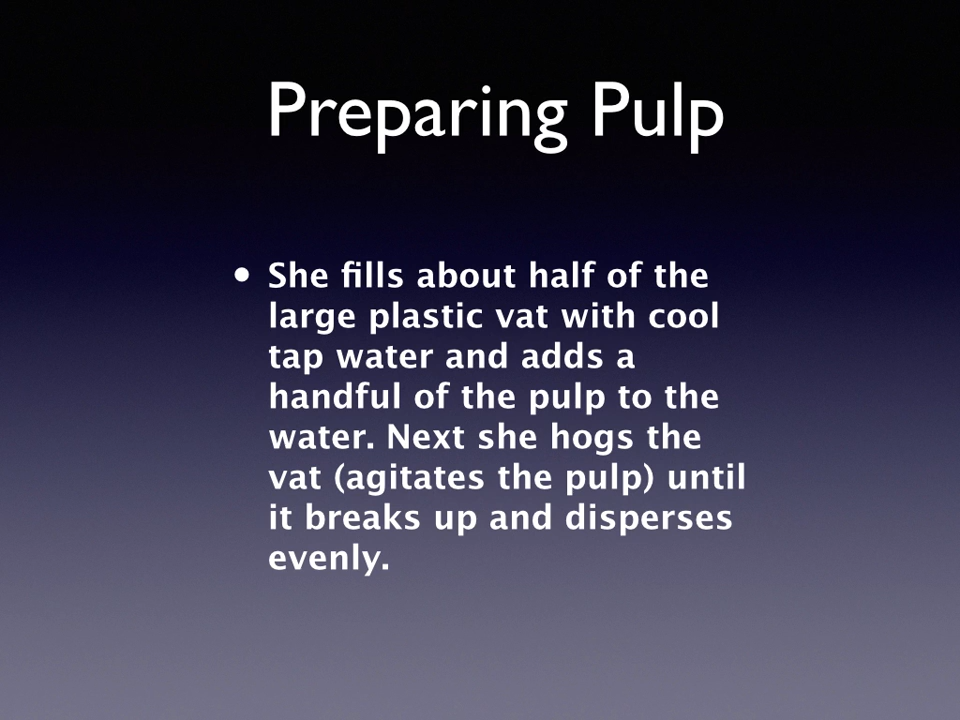 Preparing Pulp
• She fills about half of the
large plastic vat with cool
tap water and adds a
handful of the pulp to the
water. Next she hogs the
vat (agitates the pulp) until
it breaks up and disperses
evenly.